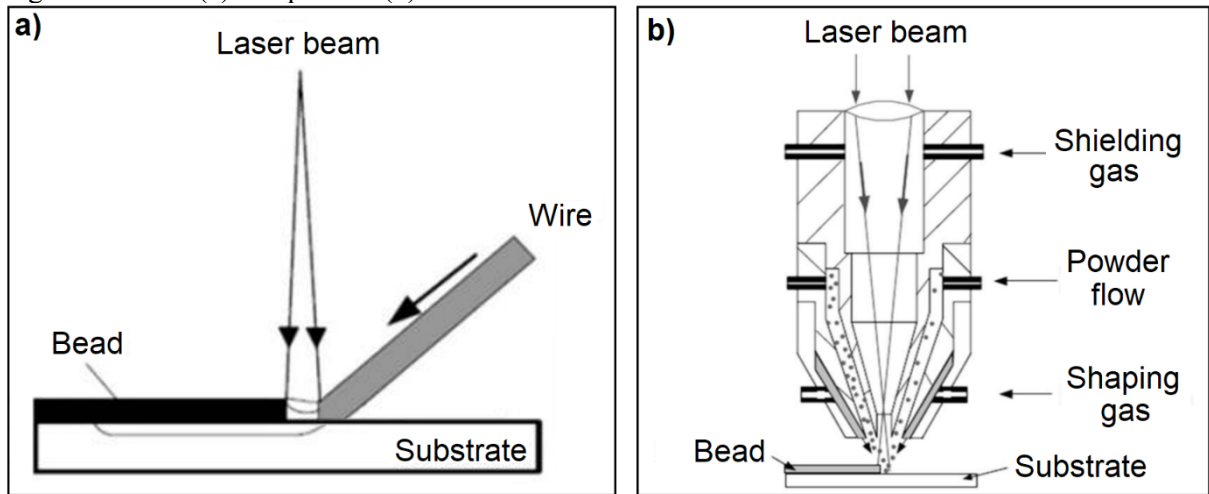 a)
Laser beam
Wire
Bead
Substrate
b)
Laser beam
Shielding
gas
Powder
flow
Shaping
gas
Bead
Substrate